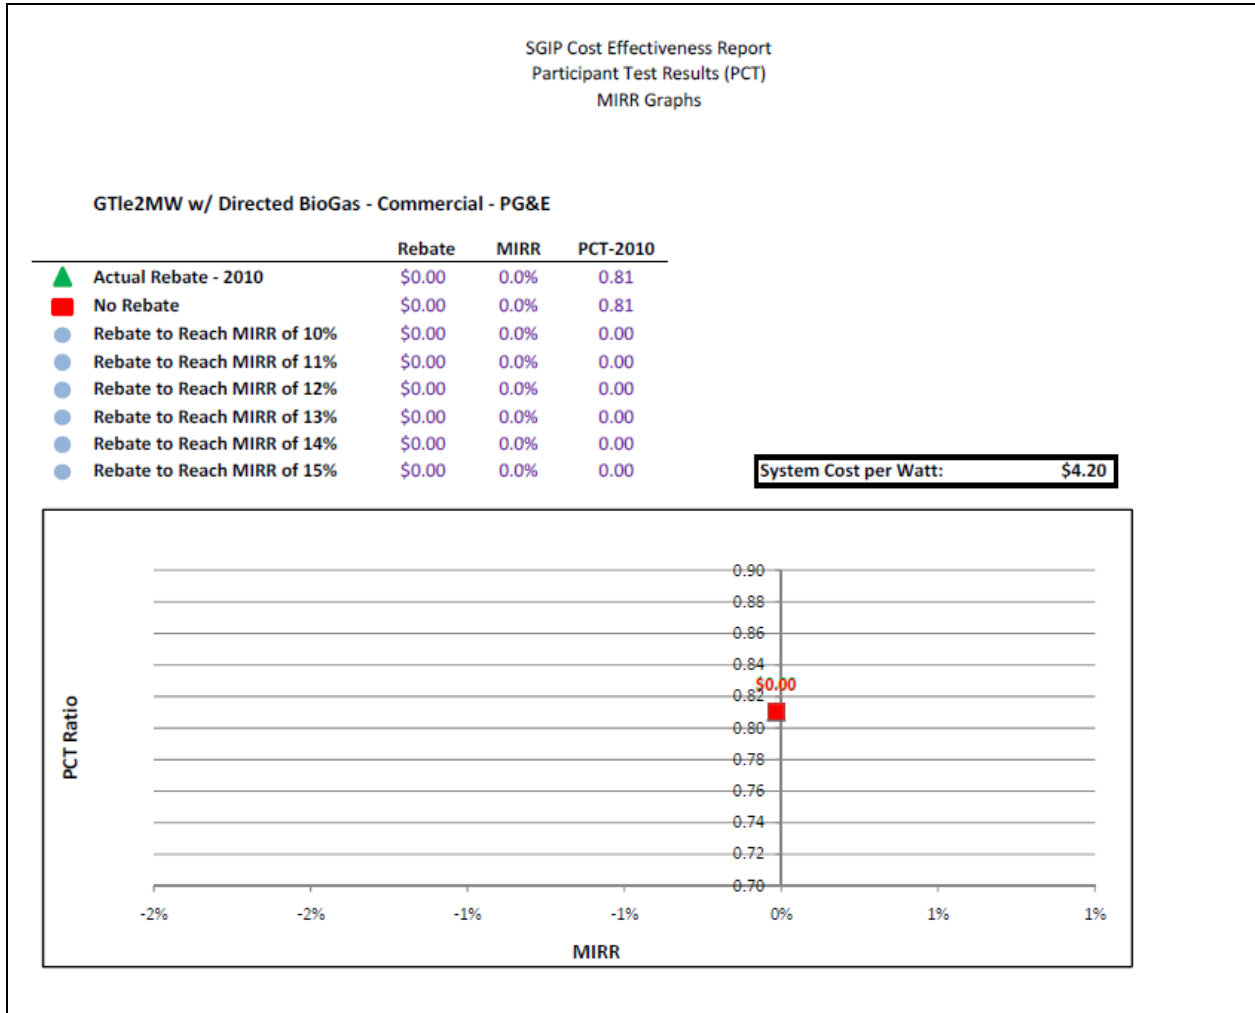 SGIP Cost Effectiveness Report
Participant Test Results (PCT)
MIRR Graphs
GTle2MW w/ Directed BioGas - Commercial - PG&E
Rebate MIRR PCT-2010
Actual Rebate - 2010 $0.00 0.0% 0.81
No Rebate $0.00 0.0% 0.81
Rebate to Reach MIRR of 10% $0.00 0.0% 0.00
Rebate to Reach MIRR of 11% $0.00 0.0% 0.00
Rebate to Reach MIRR of 12% $0.00 0.0% 0.00
Rebate to Reach MIRR of 13% $0.00 0.0% 0.00
Rebate to Reach MIRR of 14% $0.00 0.0% 0.00
Rebate to Reach MIRR of 15% $0.00 0.0% 0.00
System Cost per Watt: $4.20
0.90
0.88
0.86
0.84
$0.00
0.82
0.80
0.78
0.76
0.74
0.72
0.70
PCT Ratio
-2% -2% -1% -1% 0% 1% 1%
MIRR